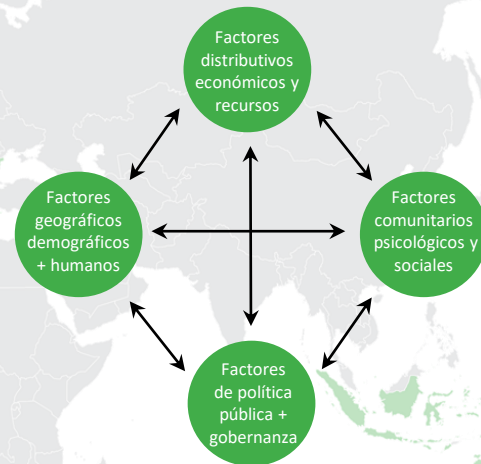 Factores
distributivos
económicos y
recursos
Factores
geográficos
demográficos
+ humanos
Factores
comunitarios
psicológicos y
sociales
Factores
de política
pública +
gobernanza